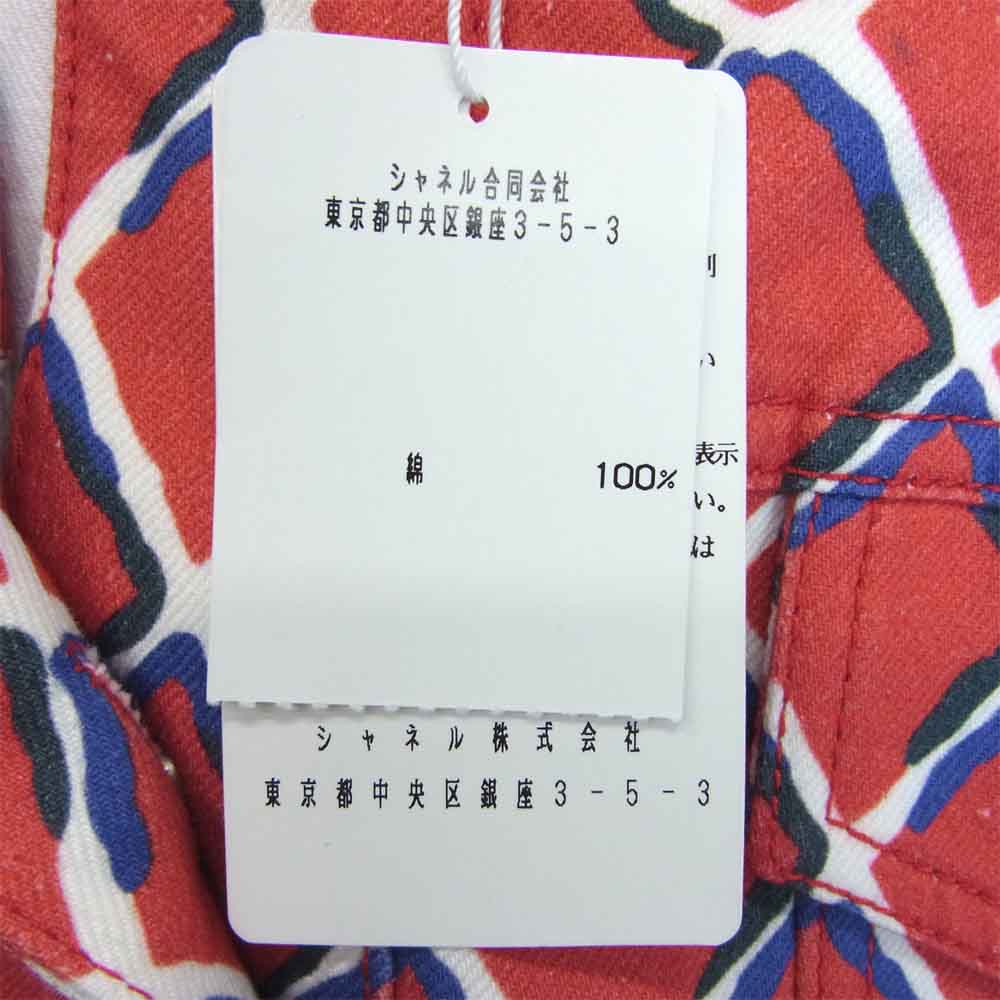 シャネル合同会社
東京都中央区銀座3-5-3
い
綿 100%
表示
い。
は
シャネル株式会社
東京都中央区銀座3-5-3